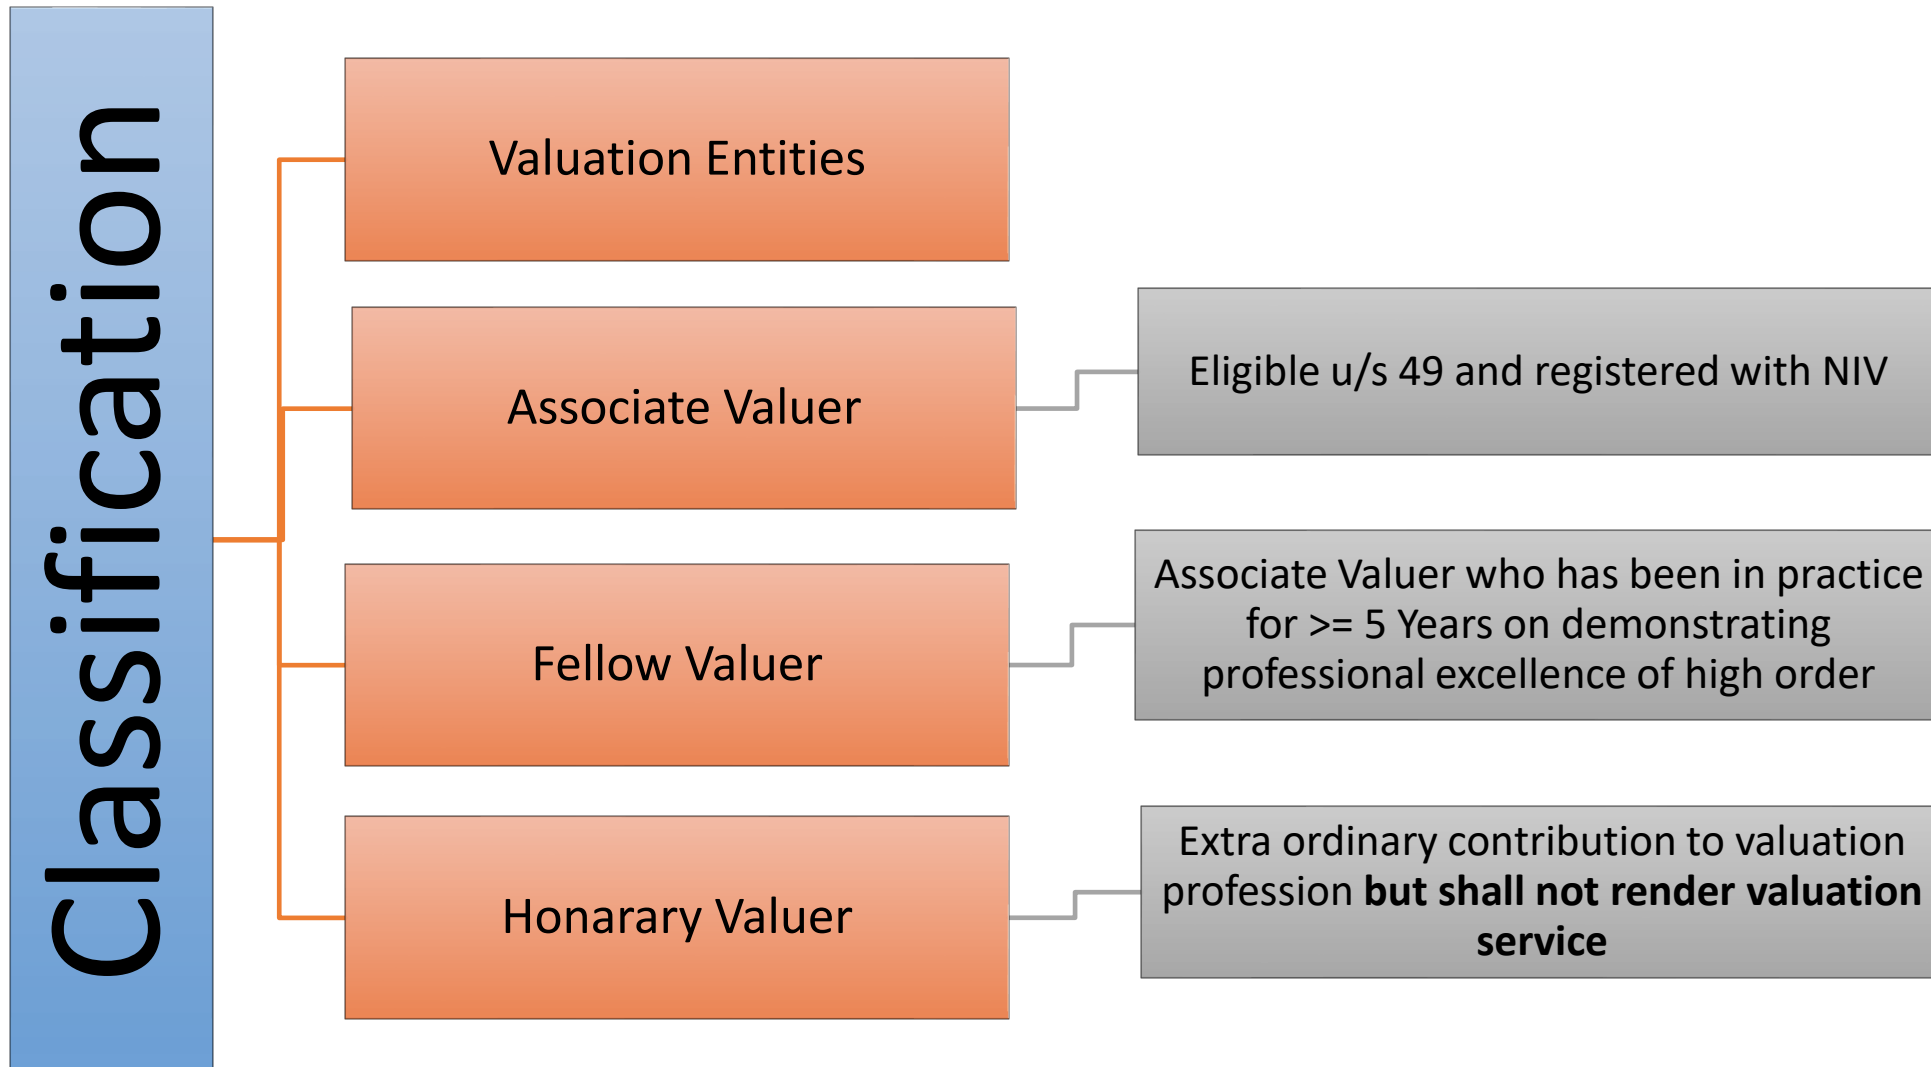 Classification
Valuation Entities
Associate Valuer
Eligible u/s 49 and registered with NIV
Fellow Valuer
Associate Valuer who has been in practice
for >= 5 Years on demonstrating
professional excellence of high order
Honarary Valuer
Extra ordinary contribution to valuation
profession but shall not render valuation
service